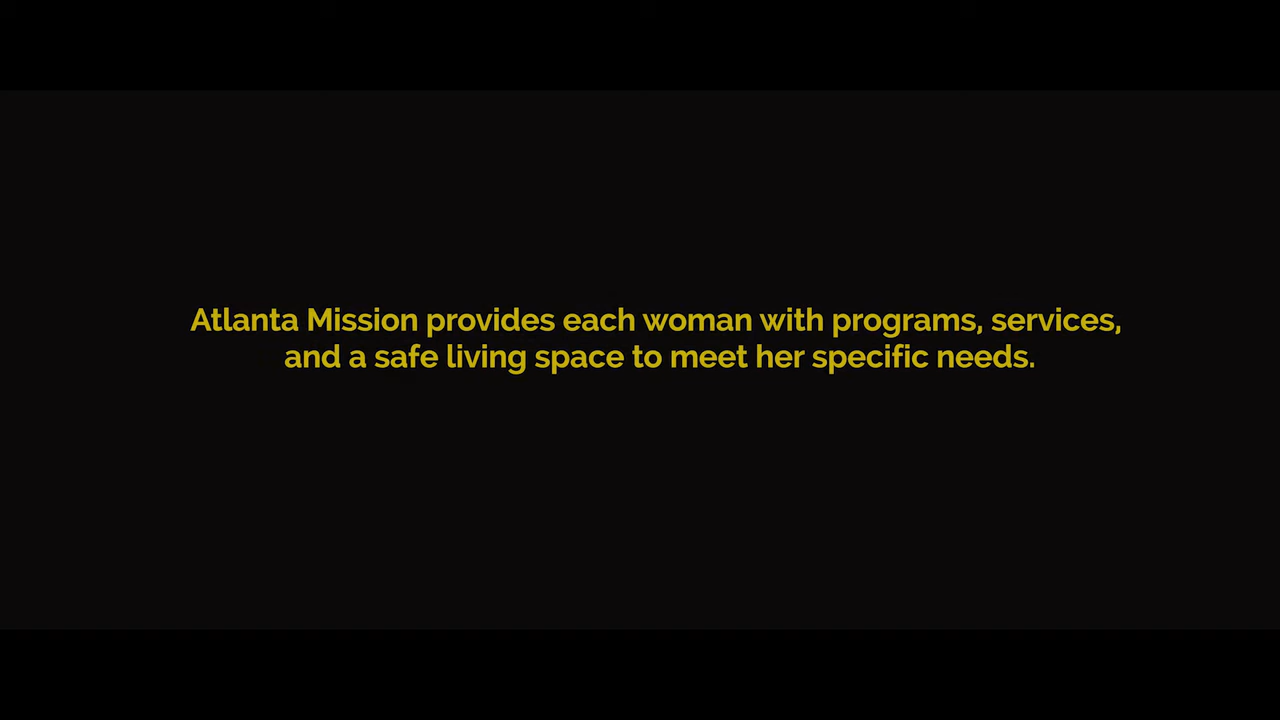 Atlanta Mission provides each woman with programs, services,
and a safe living space to meet her specific needs.